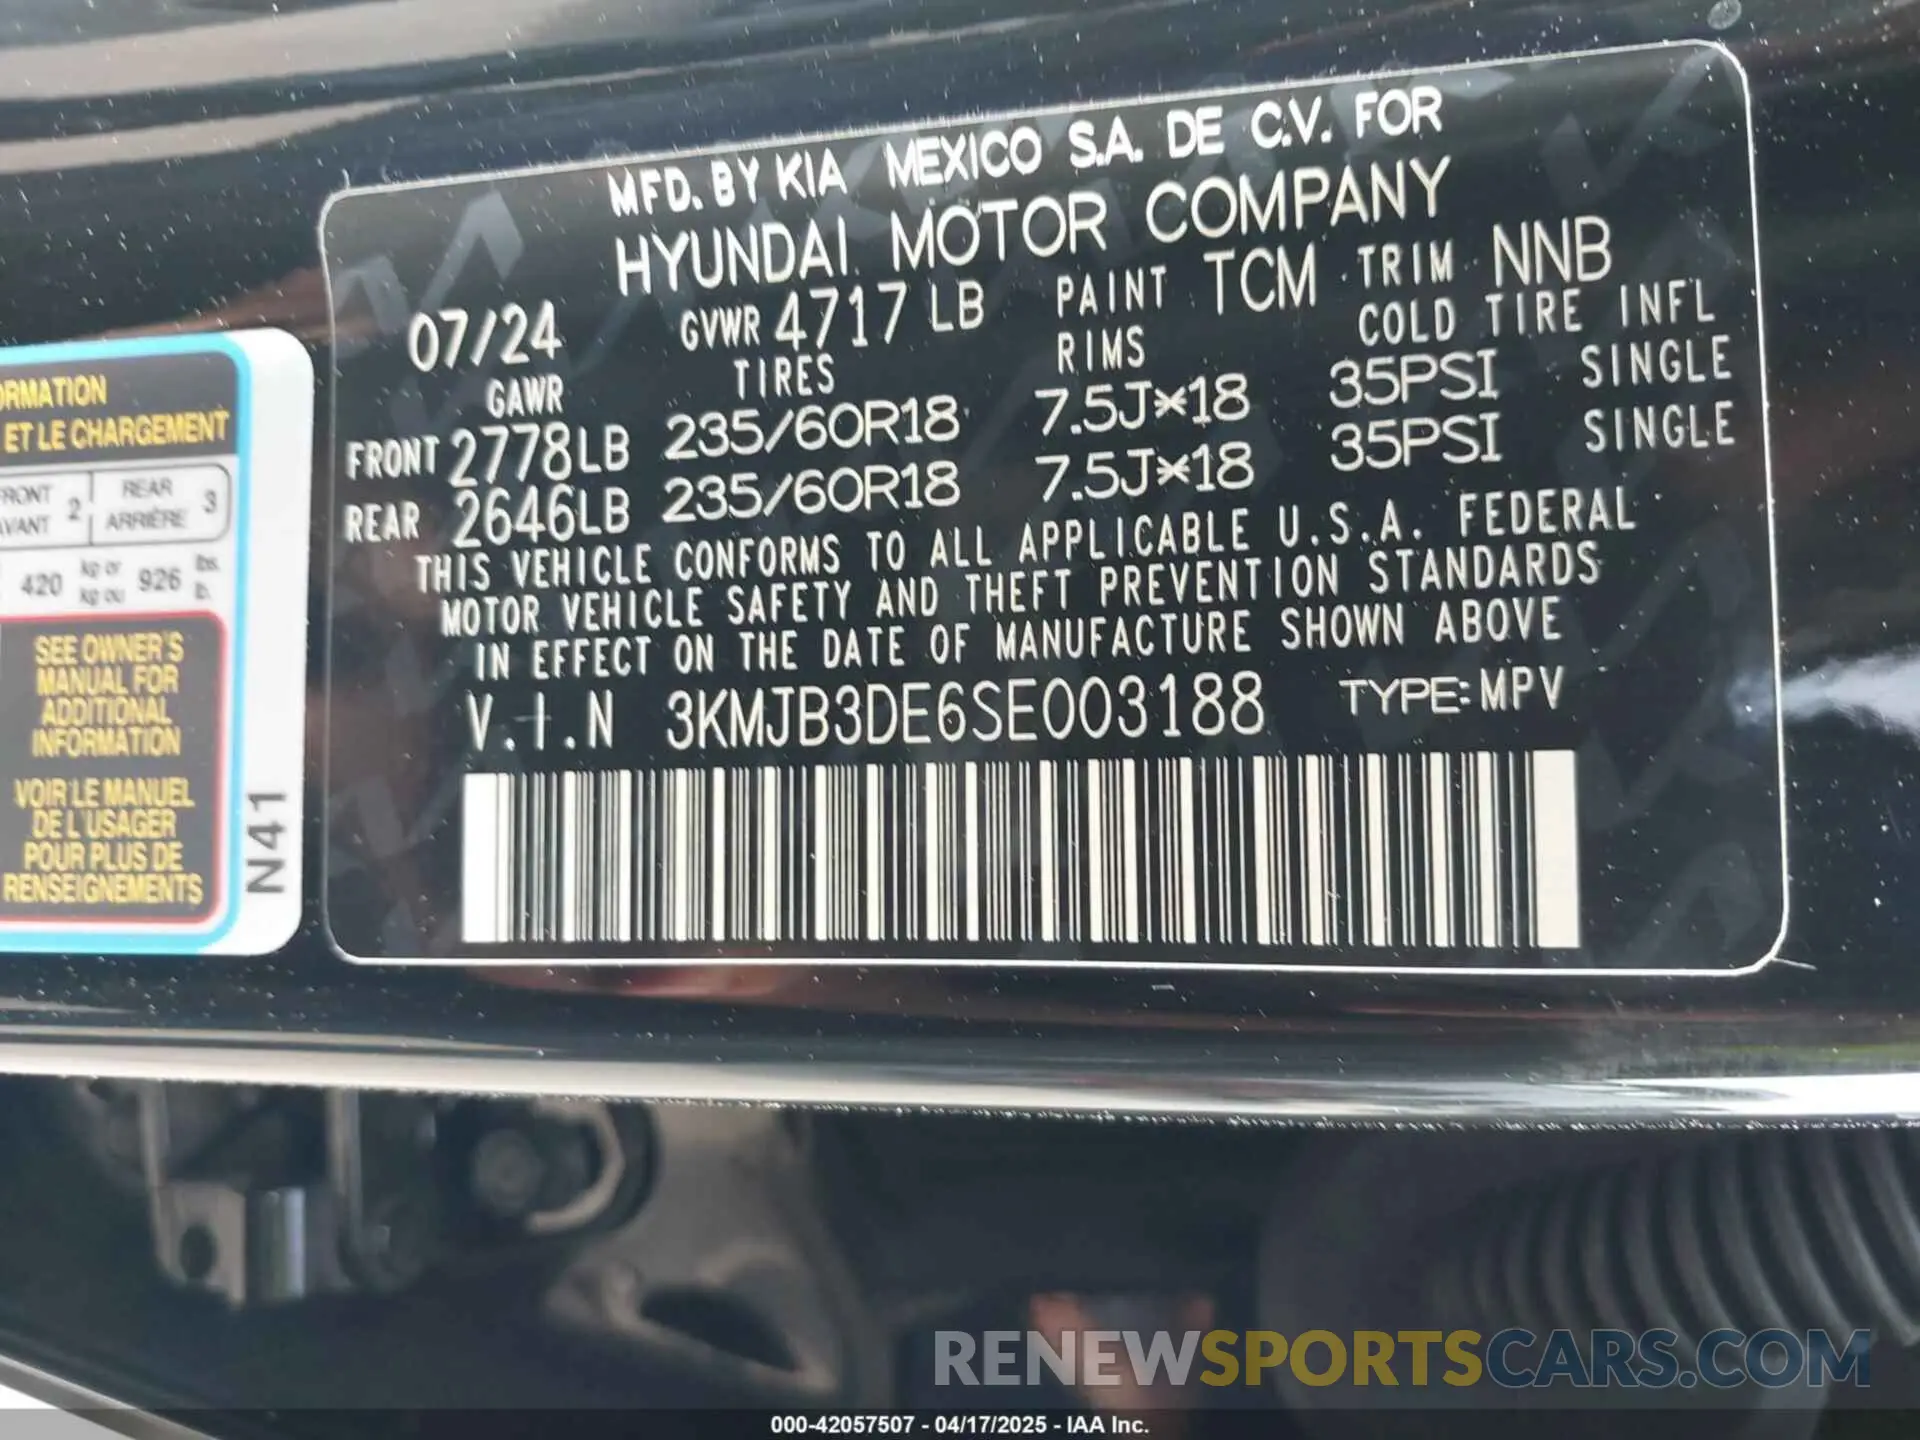 MFD. BY KIA MEXICO S.A. DE C.V. FOR
HYUNDAI MOTOR COMPANY
07/24 GVWR 4717 LB PAINT TCM TRIM NNB
GAWR TIRES RIMS COLD TIRE INFL
FRONT 2778LB 235/60R18 7.5J×18 35PSI SINGLE
REAR 2646LB 235/60R18 7.5J×18 35PSI SINGLE
THIS VEHICLE CONFORMS TO ALL APPLICABLE U.S.A. FEDERAL
MOTOR VEHICLE SAFETY AND THEFT PREVENTION STANDARDS
IN EFFECT ON THE DATE OF MANUFACTURE SHOWN ABOVE
V.I.N 3KMJB3DE6SE003188 TYPE: MPV
ET LE CHARGEMENT
2 REAR 3
ARRIÈRE
420 kg or 926 lbs.
kg ou lb.
SEE OWNER'S
MANUAL FOR
ADDITIONAL
INFORMATION
VOIR LE MANUEL
DE L'USAGER
POUR PLUS DE
RENSEIGNEMENTS
N41
RENEWSPORTSCARS.COM
000-42057507 - 04/17/2025 - IAA Inc.